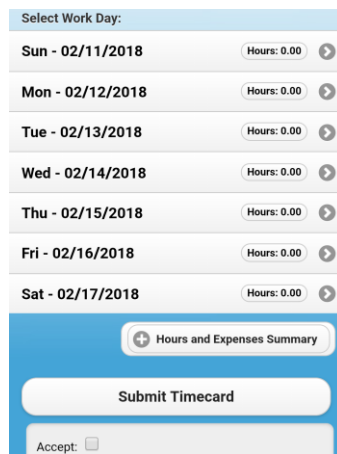 Select Work Day:
Sun - 02/11/2018 Hours: 0.00
Mon - 02/12/2018 Hours: 0.00
Tue - 02/13/2018 Hours: 0.00
Wed - 02/14/2018 Hours: 0.00
Thu - 02/15/2018 Hours: 0.00
Fri - 02/16/2018 Hours: 0.00
Sat - 02/17/2018 Hours: 0.00
Hours and Expenses Summary
Submit Timecard
Accept: